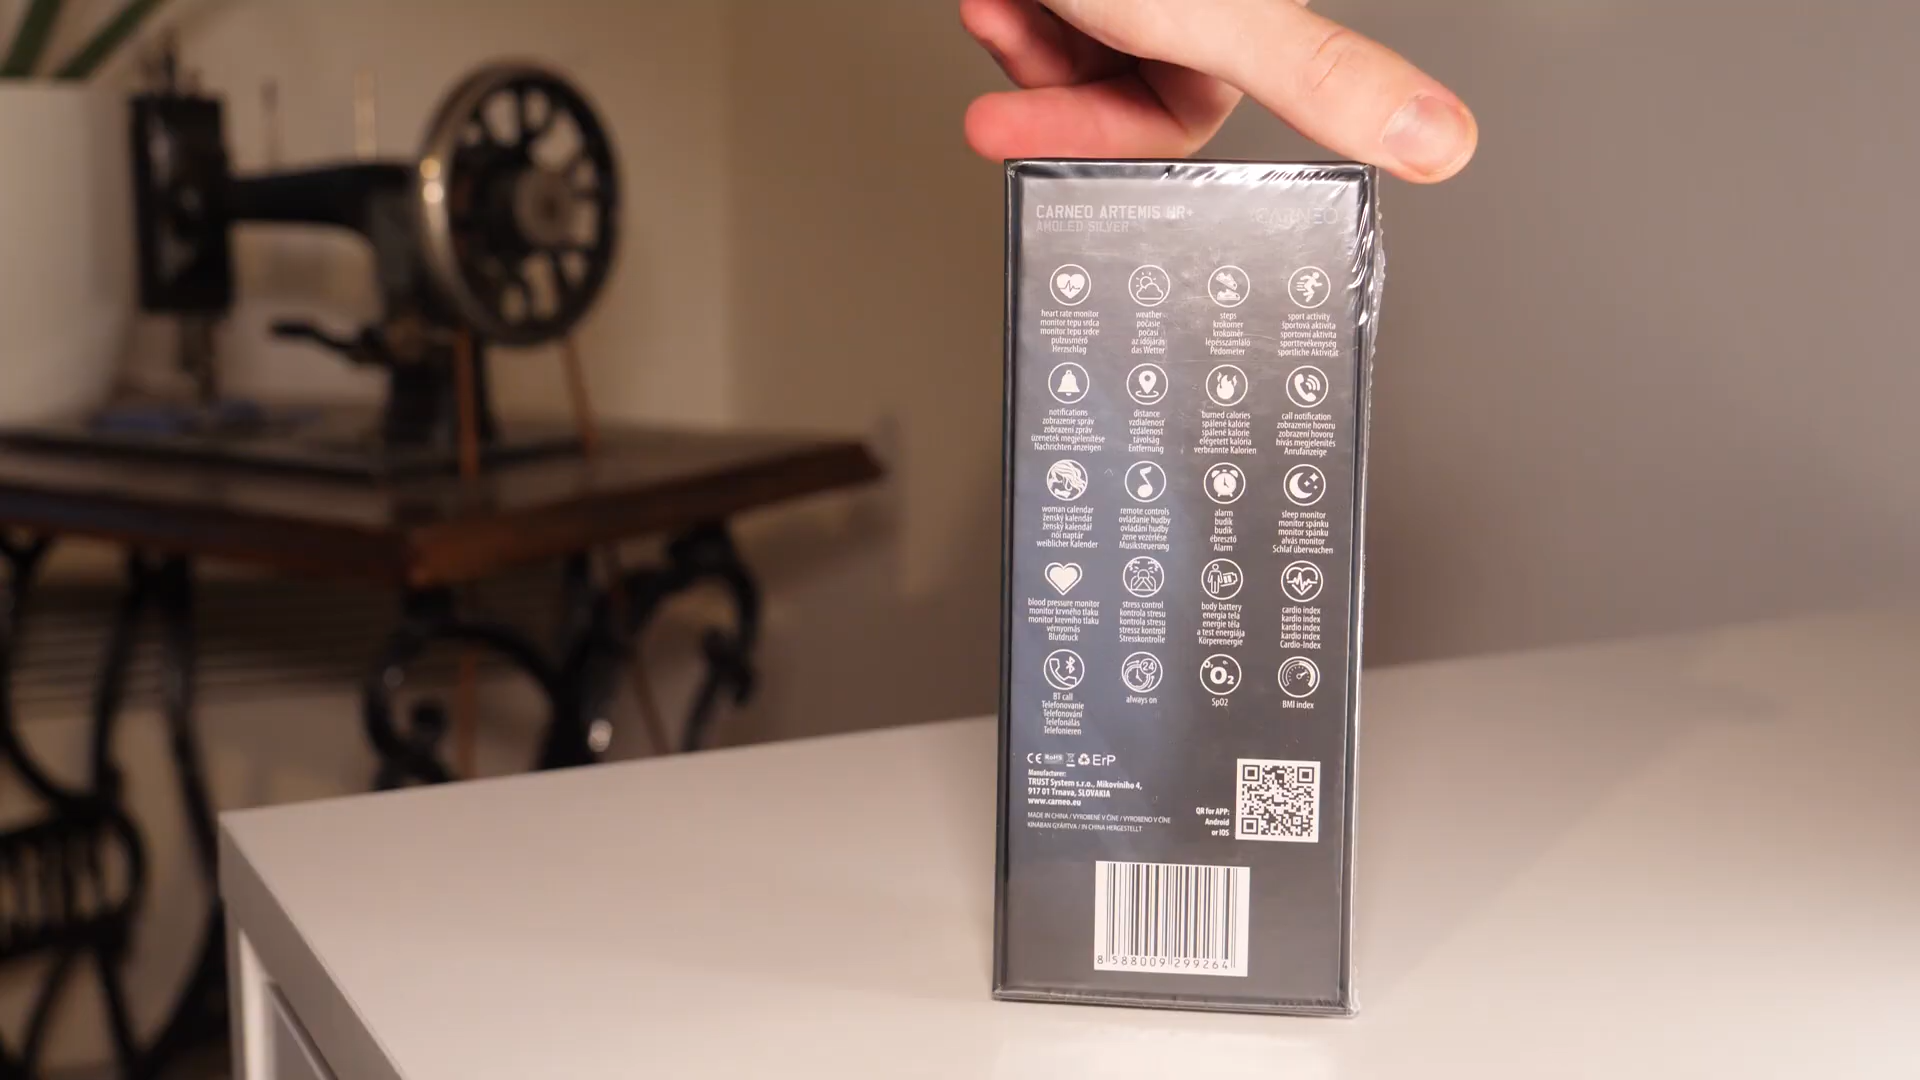 CARNEO ARTEMIS HR+
AMOLED SILVER
CARNEO
heart rate monitor
monitor tepu srdca
monitor tepu srdce
pulzusmérő
Herzschlag
weather
počasie
počasí
az időjárás
das Wetter
steps
krokomer
krokoměr
lépésszámláló
Pedometer
sport activity
športová aktivita
sportovní aktivita
sporttevékenység
sportliche Aktivität
notifications
zobrazenie správ
zobrazení zpráv
üzenetek megjelenítése
Nachrichten anzeigen
distance
vzdialenosť
vzdálenost
távolság
Entfernung
burned calories
spálené kalórie
spálené kalorie
elégetett kalória
verbrannte Kalorien
call notification
zobrazenie hovoru
zobrazení hovoru
hívás megjelenítés
Anrufanzeige
woman calendar
ženský kalendár
ženský kalendář
női naptár
weiblicher Kalender
remote controls
ovládanie hudby
ovládání hudby
zene vezérlése
Musiksteuerung
alarm
budík
budík
ébresztő
Alarm
sleep monitor
monitor spánku
monitor spánku
alvás monitor
Schlaf überwachen
blood pressure monitor
monitor krvného tlaku
monitor krevního tlaku
vérnyomás
Blutdruck
stress control
kontrola stresu
kontrola stresu
stressz kontroll
Stresskontrolle
body battery
energia tela
energie těla
a test energiája
Körperenergie
cardio index
kardio index
kardio index
kardio index
Cardio-Index
BT call
Telefonovanie
Telefonování
Telefonálás
Telefonieren
24
always on
O₂
SpO2
BMI index
CE RoHS ErP
Manufacturer:
TRUST System s.r.o., Mikovíniho 4,
917 01 Trnava, SLOVAKIA
www.carneo.eu
MADE IN CHINA / VYROBENÉ V ČÍNE / VYROBENO V ČÍNĚ
KÍNÁBAN GYÁRTVA / IN CHINA HERGESTELLT
QR for APP:
Android
or IOS
8 588009 299264